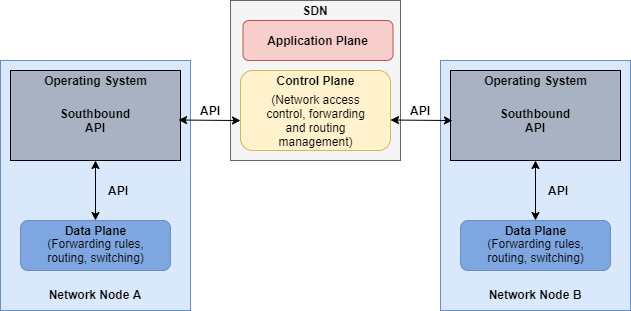 SDN
Application Plane
Control Plane
(Network access
control, forwarding
and routing
management)
Operating System
Southbound
API
API
API
Data Plane
(Forwarding rules,
routing, switching)
Network Node A
API
Operating System
Southbound
API
API
Data Plane
(Forwarding rules,
routing, switching)
Network Node B